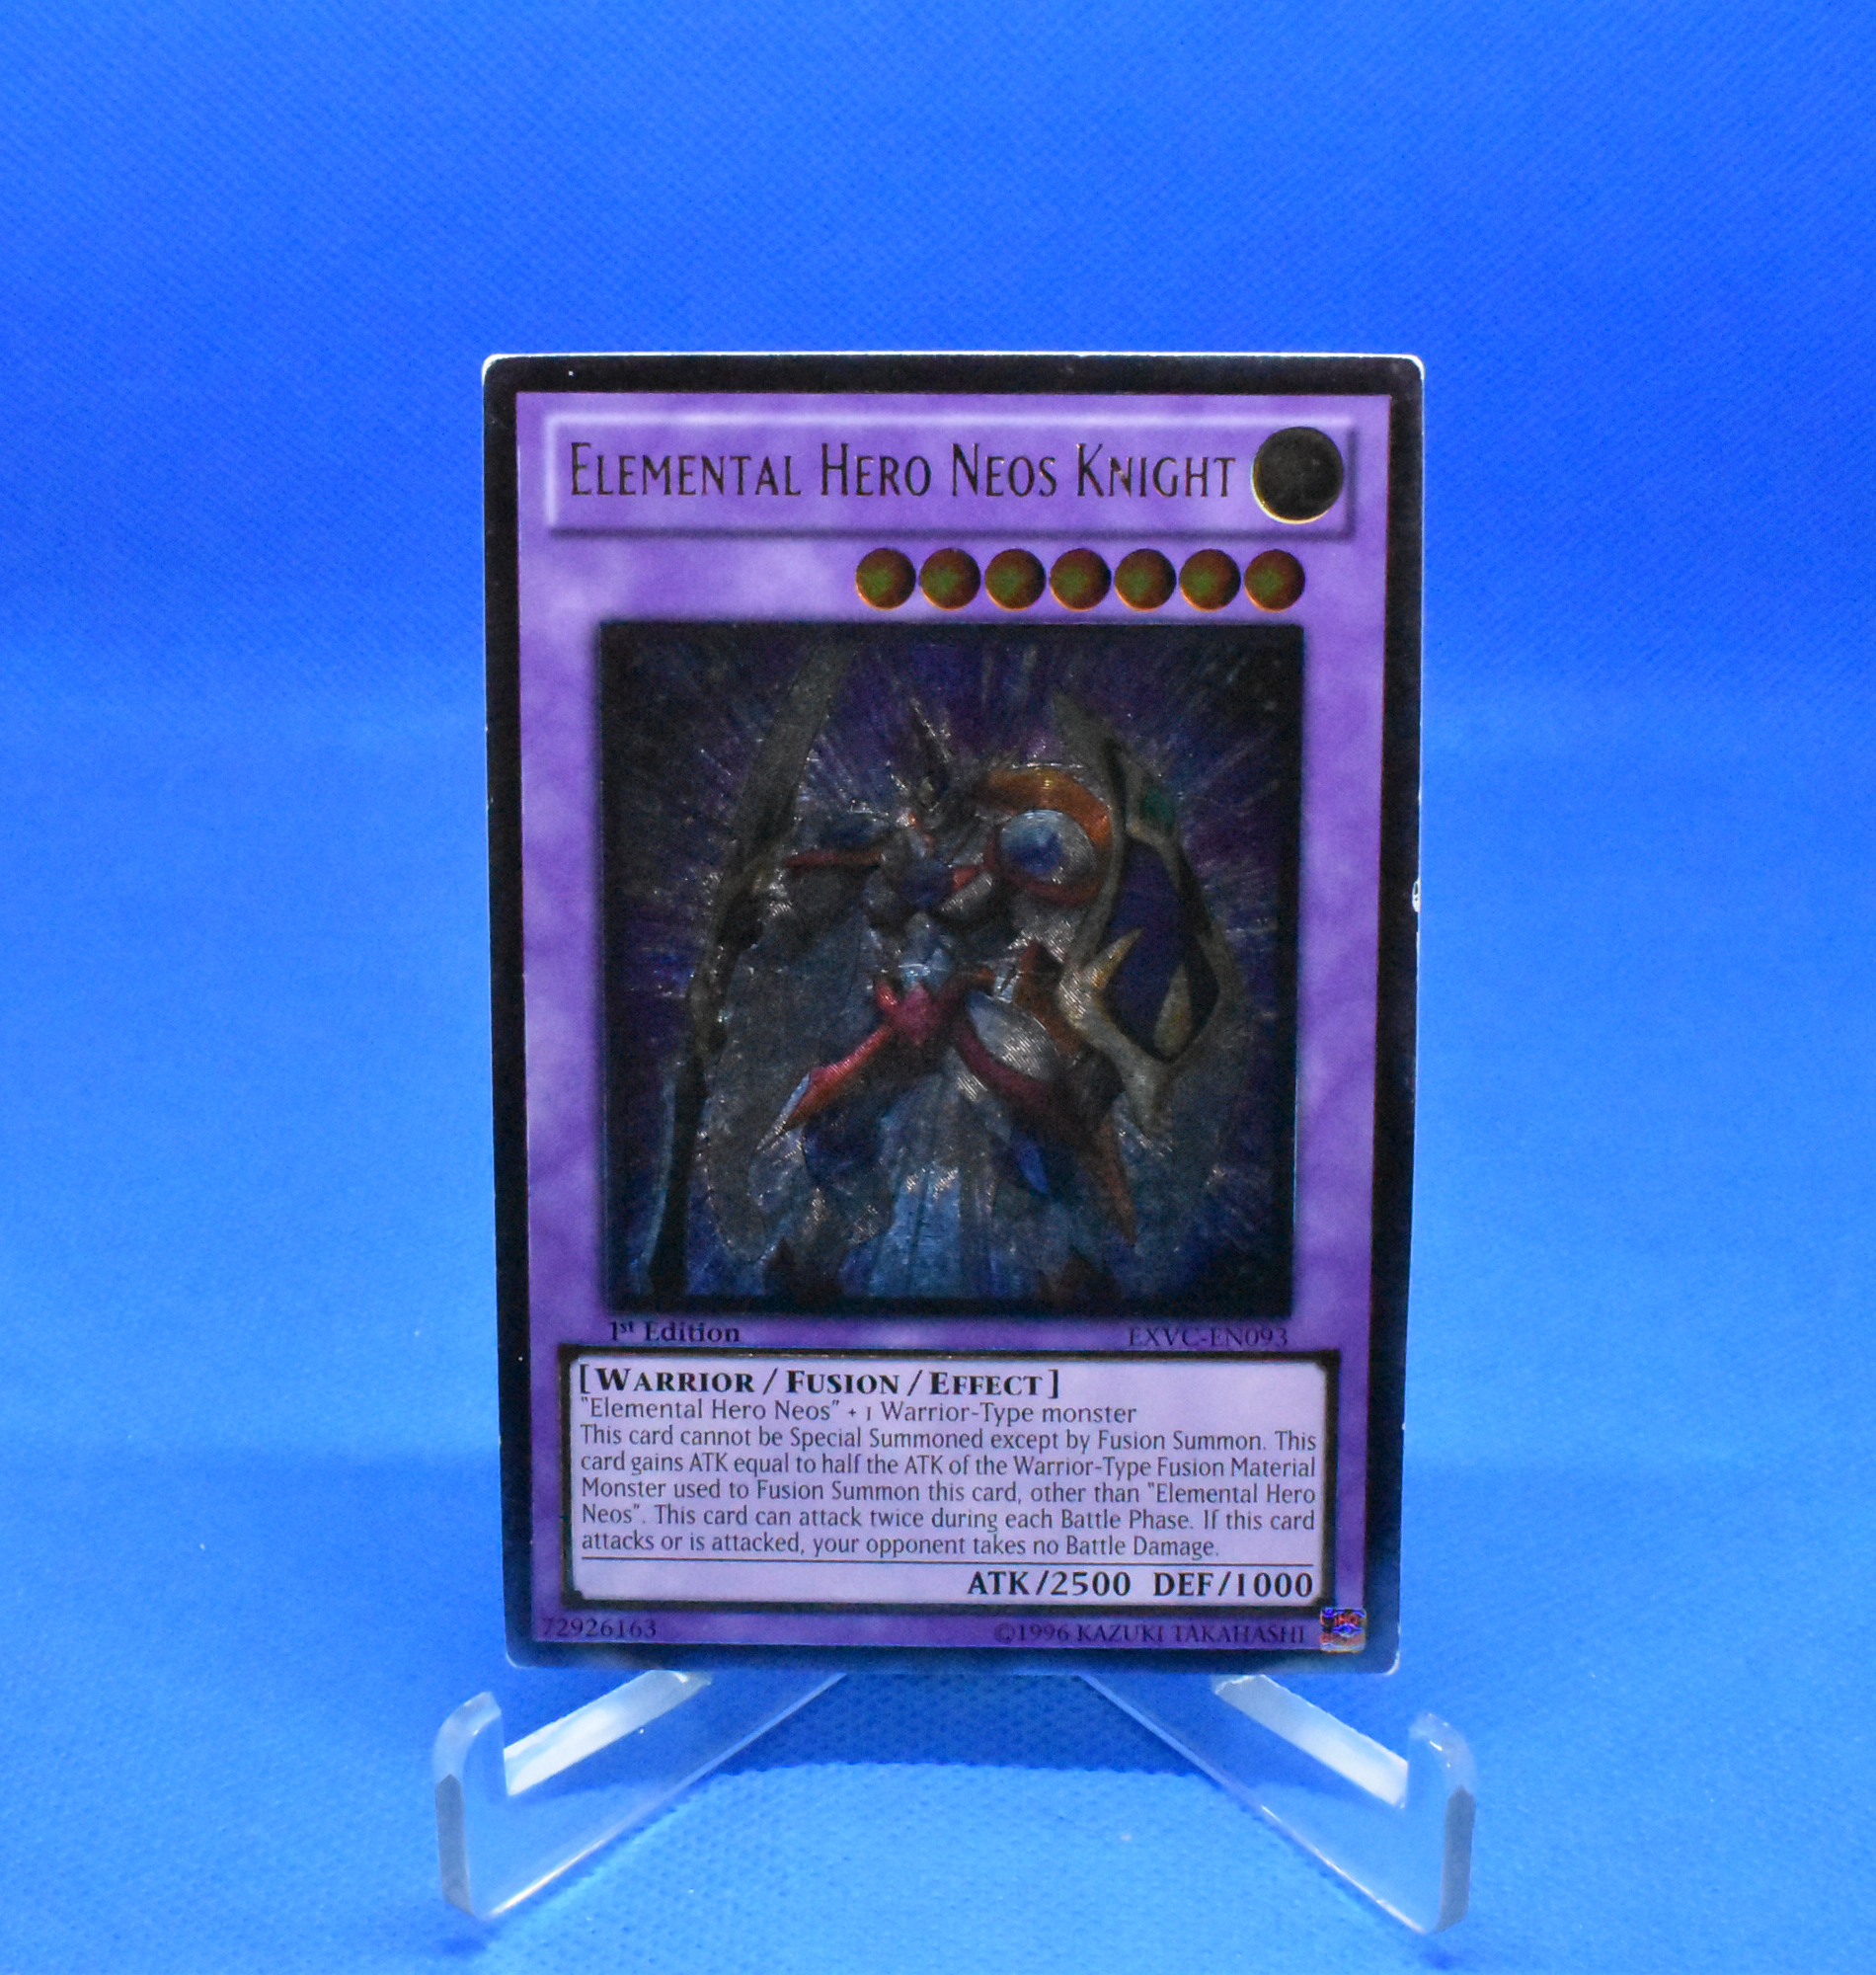 ELEMENTAL HERO NEOS KNIGHT
1st Edition
EXVC-EN093
[WARRIOR / FUSION / EFFECT]
"Elemental Hero Neos" + 1 Warrior-Type monster
This card cannot be Special Summoned except by Fusion Summon. This
card gains ATK equal to half the ATK of the Warrior-Type Fusion Material
Monster used to Fusion Summon this card, other than "Elemental Hero
Neos". This card can attack twice during each Battle Phase. If this card
attacks or is attacked, your opponent takes no Battle Damage.
ATK/2500 DEF/1000
72926163
©1996 KAZUKI TAKAHASHI